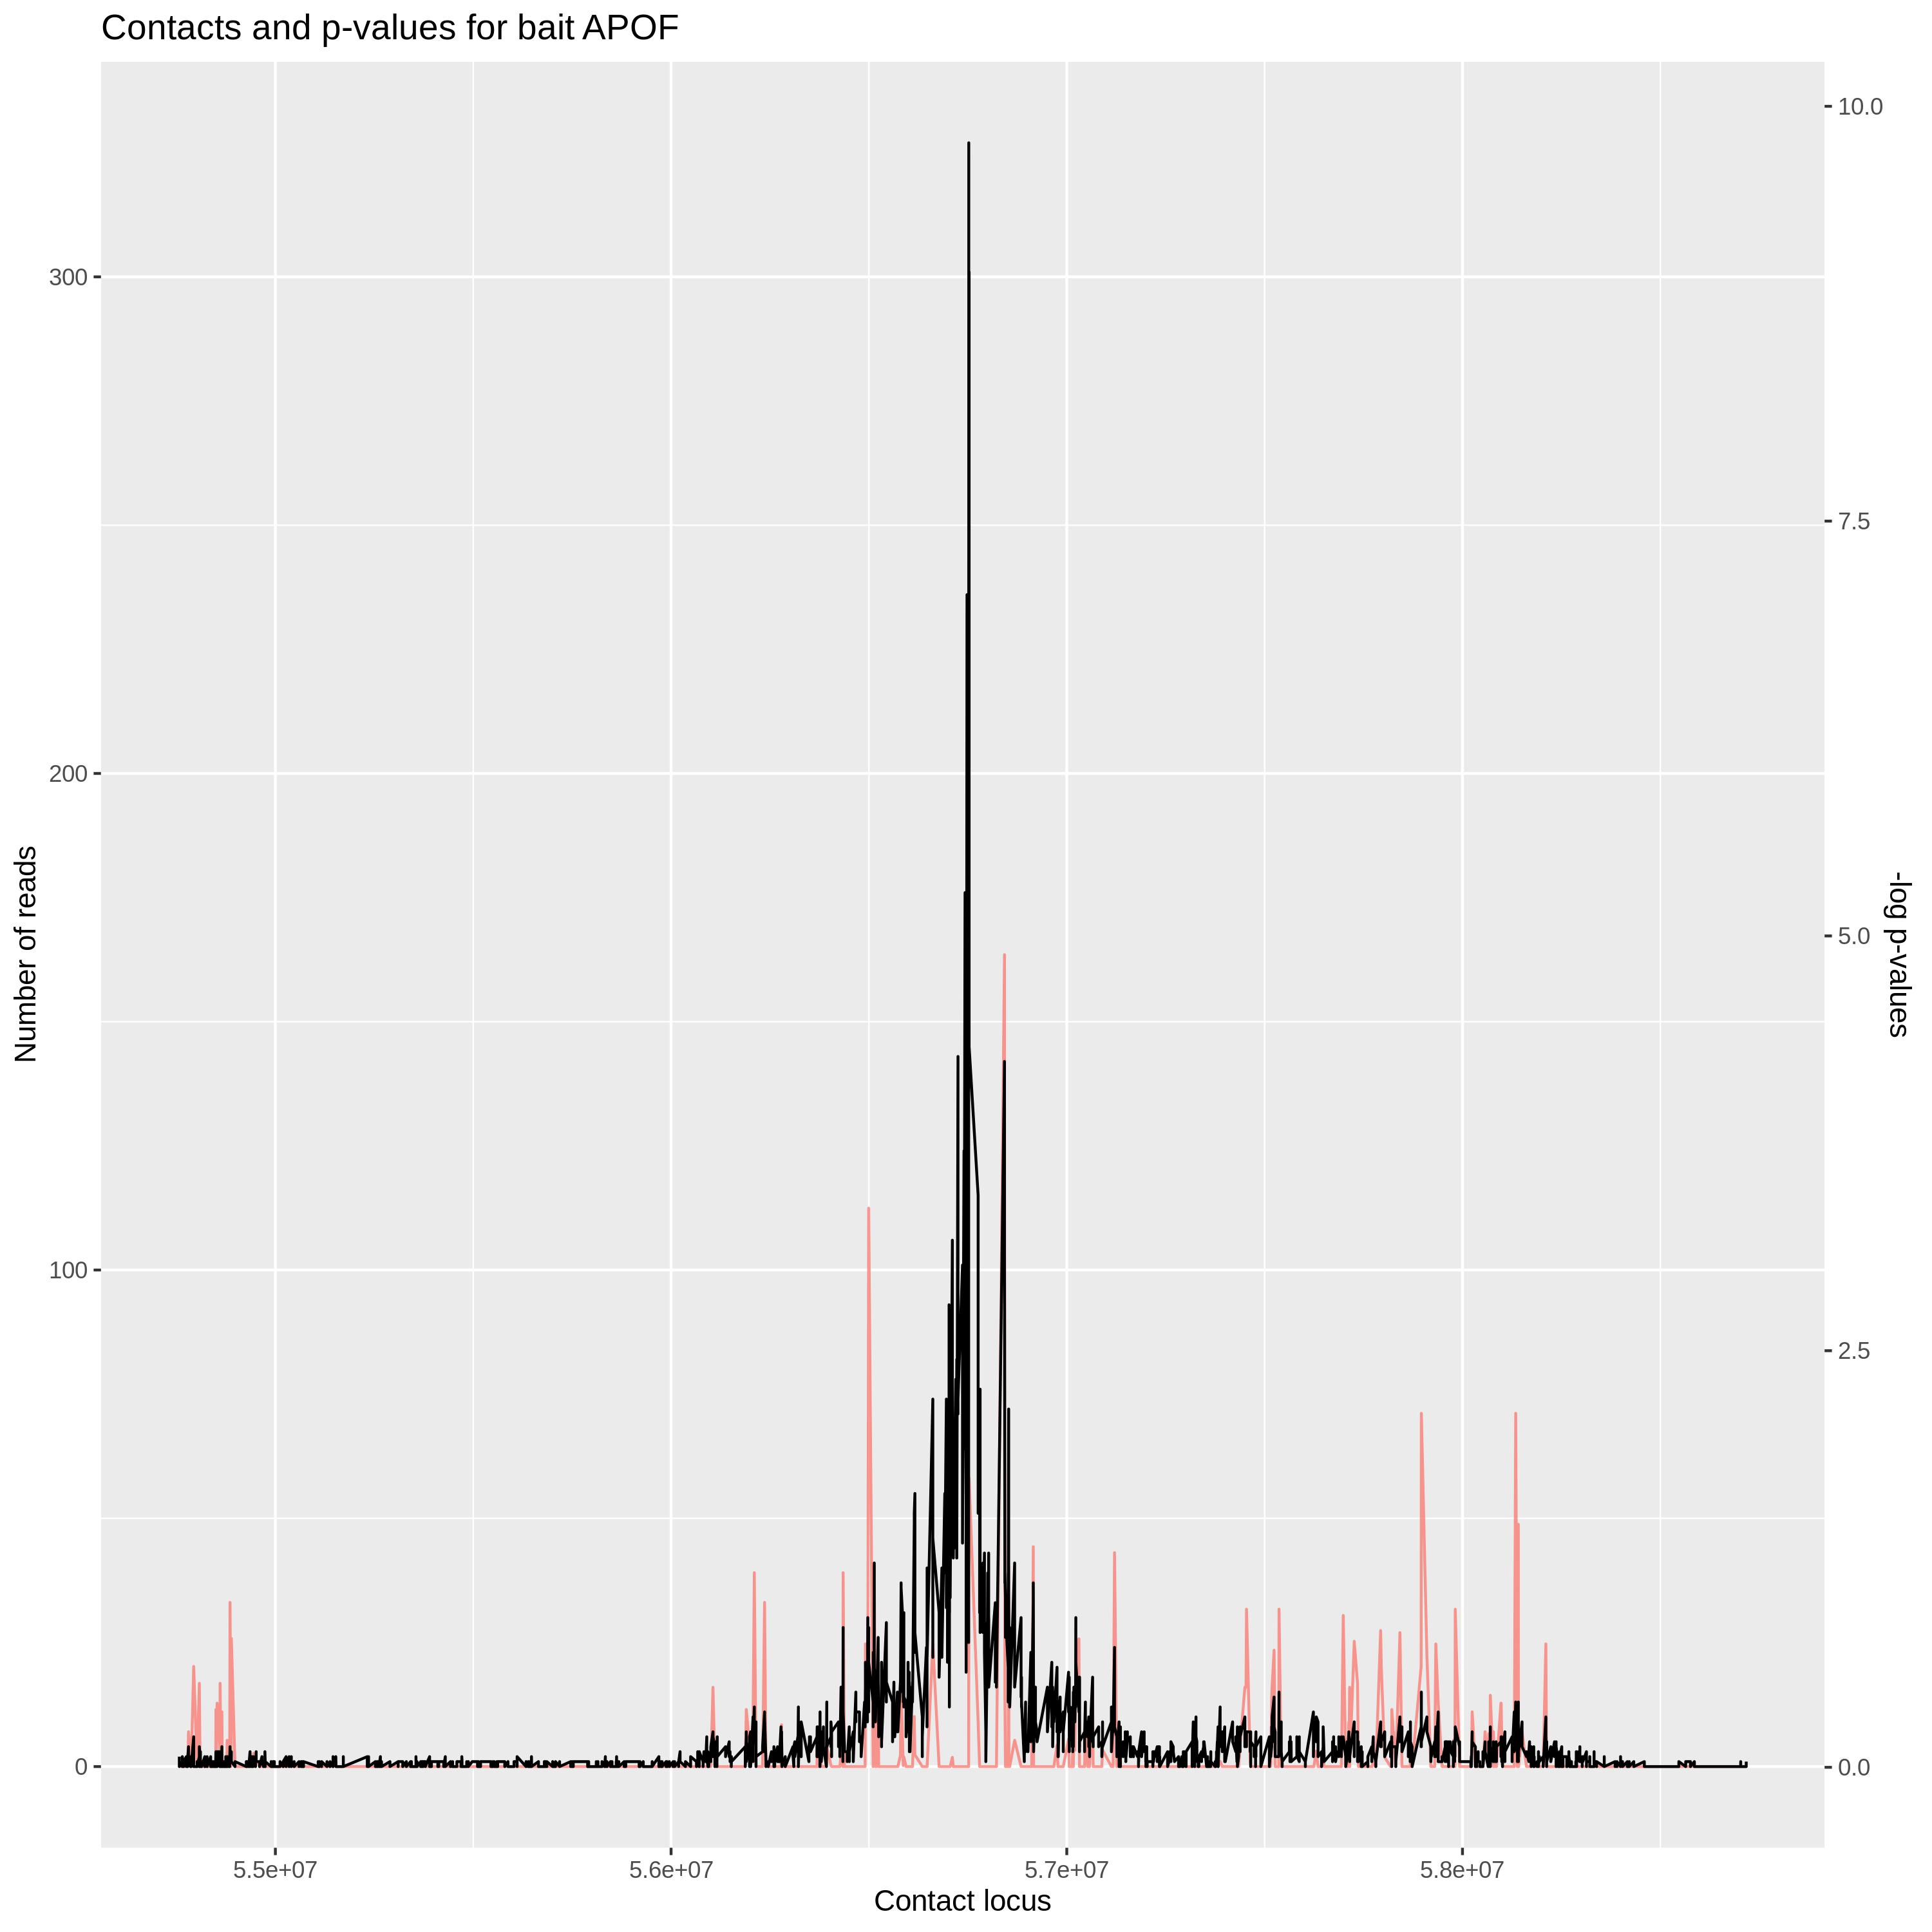 Contacts and p-values for bait APOF
Number of reads
300
200
100
0
10.0
7.5
5.0
2.5
0.0
-log p-values
5.5e+07 5.6e+07 5.7e+07 5.8e+07
Contact locus